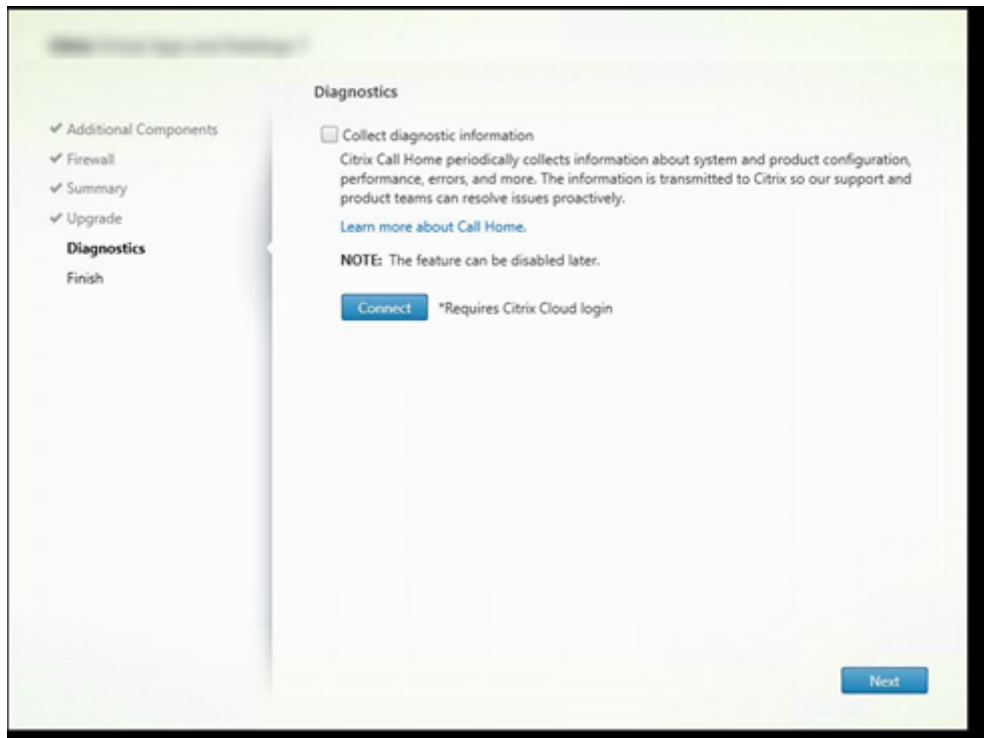 Diagnostics
✔ Additional Components
✔ Firewall
✔ Summary
✔ Upgrade
Diagnostics
Finish
Collect diagnostic information
Citrix Call Home periodically collects information about system and product configuration,
performance, errors, and more. The information is transmitted to Citrix so our support and
product teams can resolve issues proactively.
Learn more about Call Home.
NOTE: The feature can be disabled later.
Connect *Requires Citrix Cloud login
Next